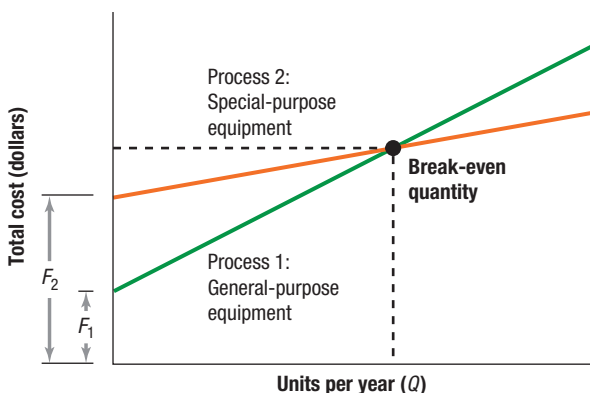 Total cost (dollars)
Process 2:
Special-purpose
equipment
Break-even
quantity
Process 1:
General-purpose
equipment
F2
F1
Units per year (Q)